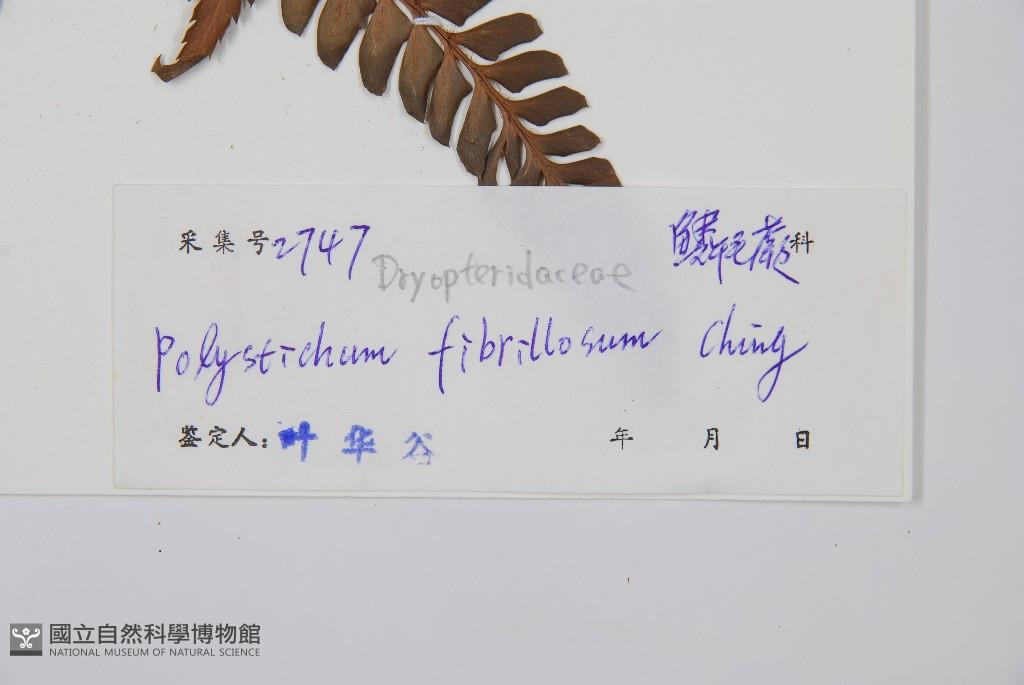 采集号 2747 鳞毛蕨科
Dryopteridaceae
Polystichum fibrillosum Ching
鉴定人: 叶华谷 年 月 日
國立自然科學博物館
NATIONAL MUSEUM OF NATURAL SCIENCE